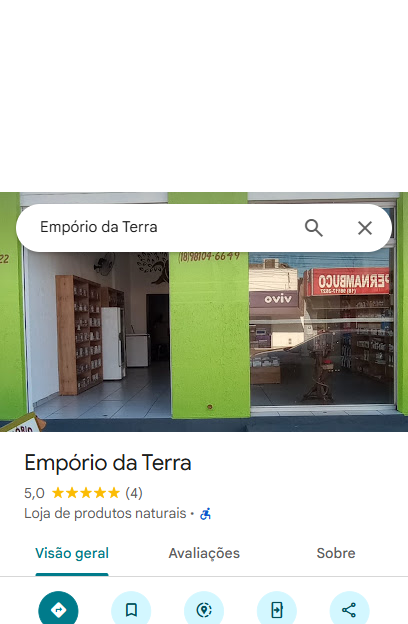 Empório da Terra
22
(18)98104-6649
vivo
PERNAMBUCO
Empório da Terra
5,0 (4)
Loja de produtos naturais •
Visão geral Avaliações Sobre